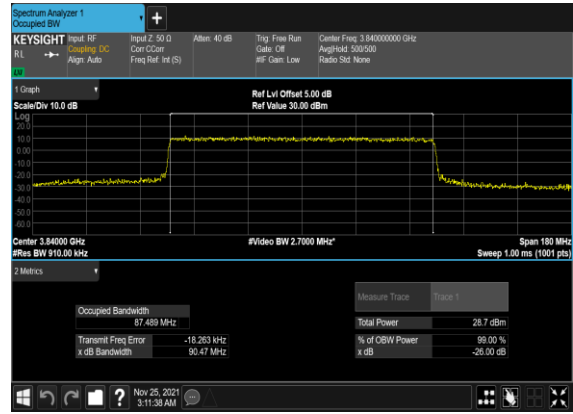 Spectrum Analyzer 1
Occupied BW
+
KEYSIGHT Input: RF Input Z: 50 Ω Atten: 40 dB Trig: Free Run Center Freq: 3.840000000 GHz
RL Coupling: DC Corr CCorr Gate: Off Avg|Hold: 500/500
Align: Auto Freq Ref: Int (S) #IF Gain: Low Radio Std: None
1 Graph Ref Lvl Offset 5.00 dB
Scale/Div 10.0 dB Ref Value 30.00 dBm
Log
20.0
10.0
0.00
-10.0
-20.0
-30.0
-40.0
-50.0
-60.0
Center 3.84000 GHz #Video BW 2.7000 MHz* Span 180 MHz
#Res BW 910.00 kHz Sweep 1.00 ms (1001 pts)
2 Metrics
Measure Trace Trace 1
Occupied Bandwidth
87.489 MHz Total Power 28.7 dBm
Transmit Freq Error -18.263 kHz % of OBW Power 99.00 %
x dB Bandwidth 90.47 MHz x dB -26.00 dB
? Nov 25, 2021
3:11:38 AM